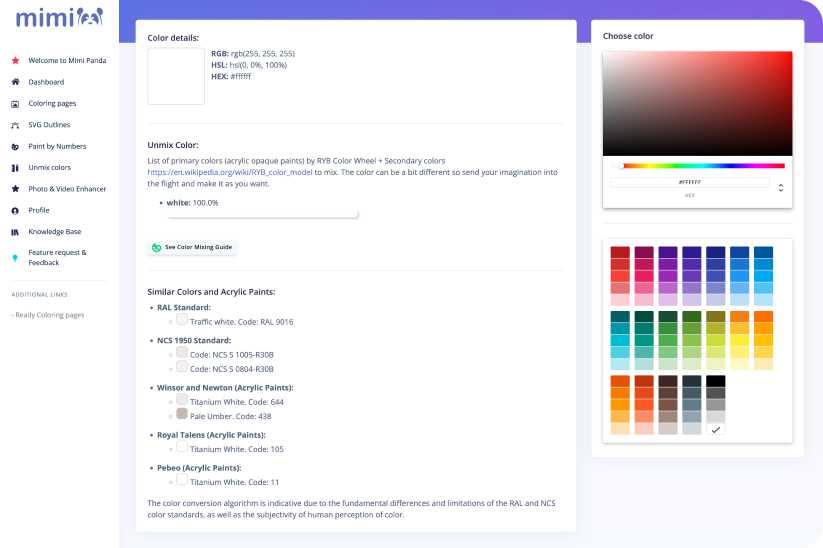 mimi
Welcome to Mimi Panda
Dashboard
Coloring pages
SVG Outlines
Paint by Numbers
Unmix colors
Photo & Video Enhancer
Profile
Knowledge Base
Feature request &
Feedback
ADDITIONAL LINKS
- Ready Coloring pages
Color details:
RGB: rgb(255, 255, 255)
HSL: hsl(0, 0%, 100%)
HEX: #ffffff
Unmix Color:
List of primary colors (acrylic opaque paints) by RYB Color Wheel + Secondary colors
https://en.wikipedia.org/wiki/RYB_color_model to mix. The color can be a bit different so send your imagination into
the flight and make it as you want.
• white: 100.0%
See Color Mixing Guide
Similar Colors and Acrylic Paints:
• RAL Standard:
Traffic white. Code: RAL 9016
• NCS 1950 Standard:
Code: NCS S 1005-R30B
Code: NCS S 0804-R30B
• Winsor and Newton (Acrylic Paints):
Titanium White. Code: 644
Pale Umber. Code: 438
• Royal Talens (Acrylic Paints):
Titanium White. Code: 105
• Pebeo (Acrylic Paints):
Titanium White. Code: 11
The color conversion algorithm is indicative due to the fundamental differences and limitations of the RAL and NCS
color standards, as well as the subjectivity of human perception of color.
Choose color
#FFFFFF
HEX